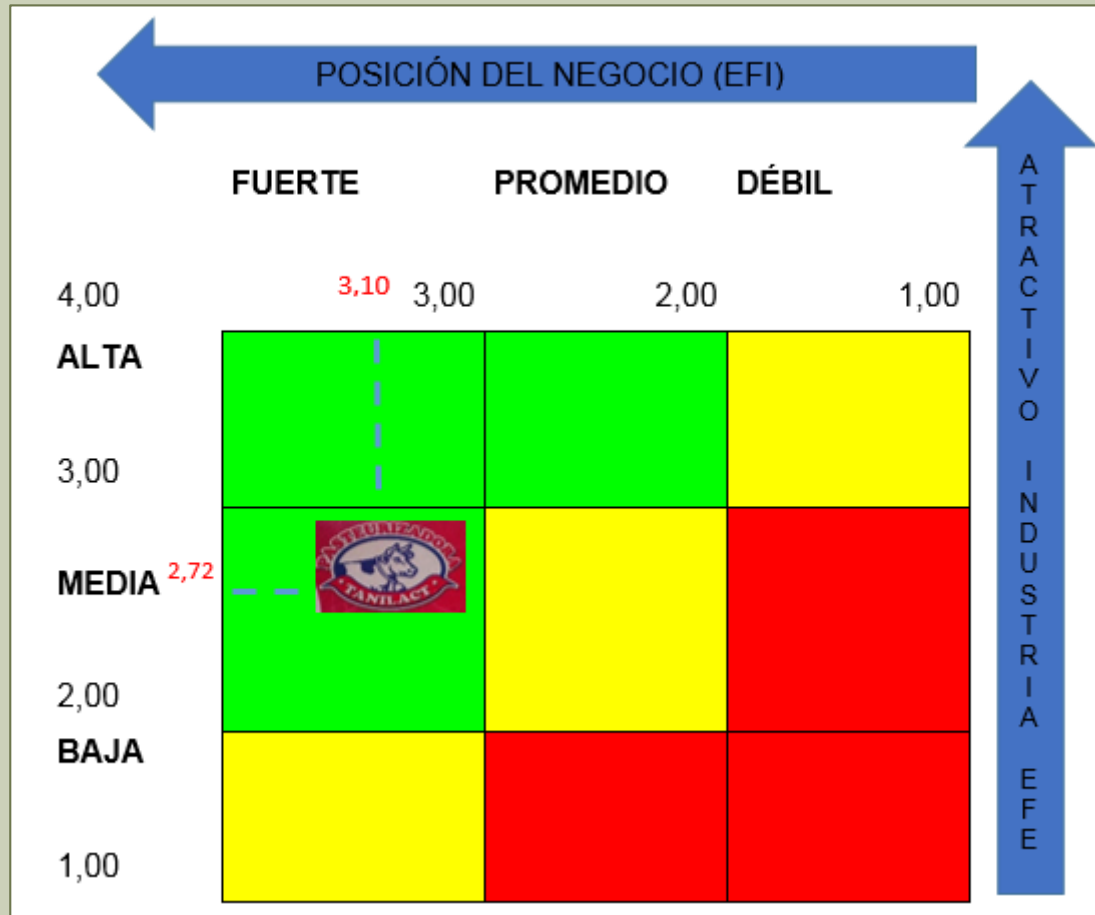 POSICIÓN DEL NEGOCIO (EFI)
ATRACTIVO INDUSTRIA EFE
FUERTE PROMEDIO DÉBIL
4,00 3,10 3,00 2,00 1,00
ALTA
3,00
PASTEURIZADORA
TANILACT
MEDIA 2,72
2,00
BAJA
1,00